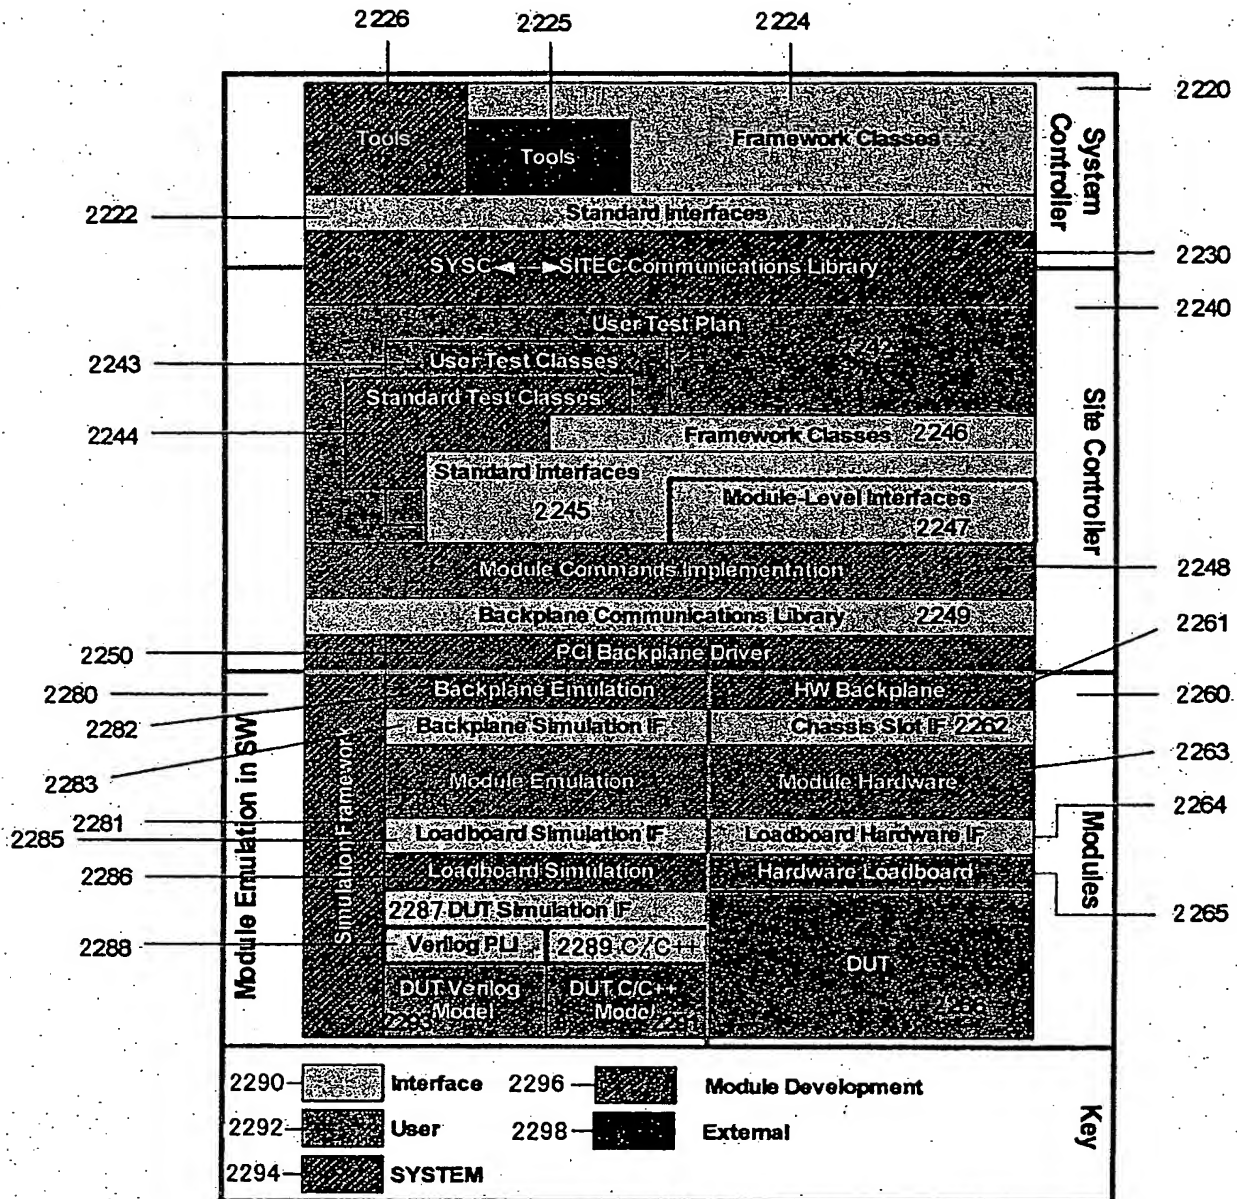 2226
2225
2224
2220
Tools
Tools
Framework Classes
System Controller
2222
Standard Interfaces
SYSC SITEC Communications Library
2230
2240
User Test Plan
2243
User Test Classes
Standard Test Classes
2244
Framework Classes 2246
Standard Interfaces
2245
Module-Level Interfaces
2247
Site Controller
Module Commands Implementation
2248
Backplane Communications Library 2249
2261
2250
PCI Backplane Driver
2280
Backplane Emulation
HW Backplane
2260
2282
Backplane Simulation IF
Chassis Slot IF 2262
2283
Module Emulation
Module Hardware
2263
2281
2264
2285
Loadboard Simulation IF
Loadboard Hardware IF
2286
Loadboard Simulation
Hardware Loadboard
2265
Module Emulation in SW
Simulation Framework
Modules
2287 DUT Simulation IF
2288
Verilog PLI
2289 C/C++
DUT
DUT Verilog Model
DUT C/C++ Model
2290
Interface
2296
Module Development
2292
User
2298
External
2294
SYSTEM
Key